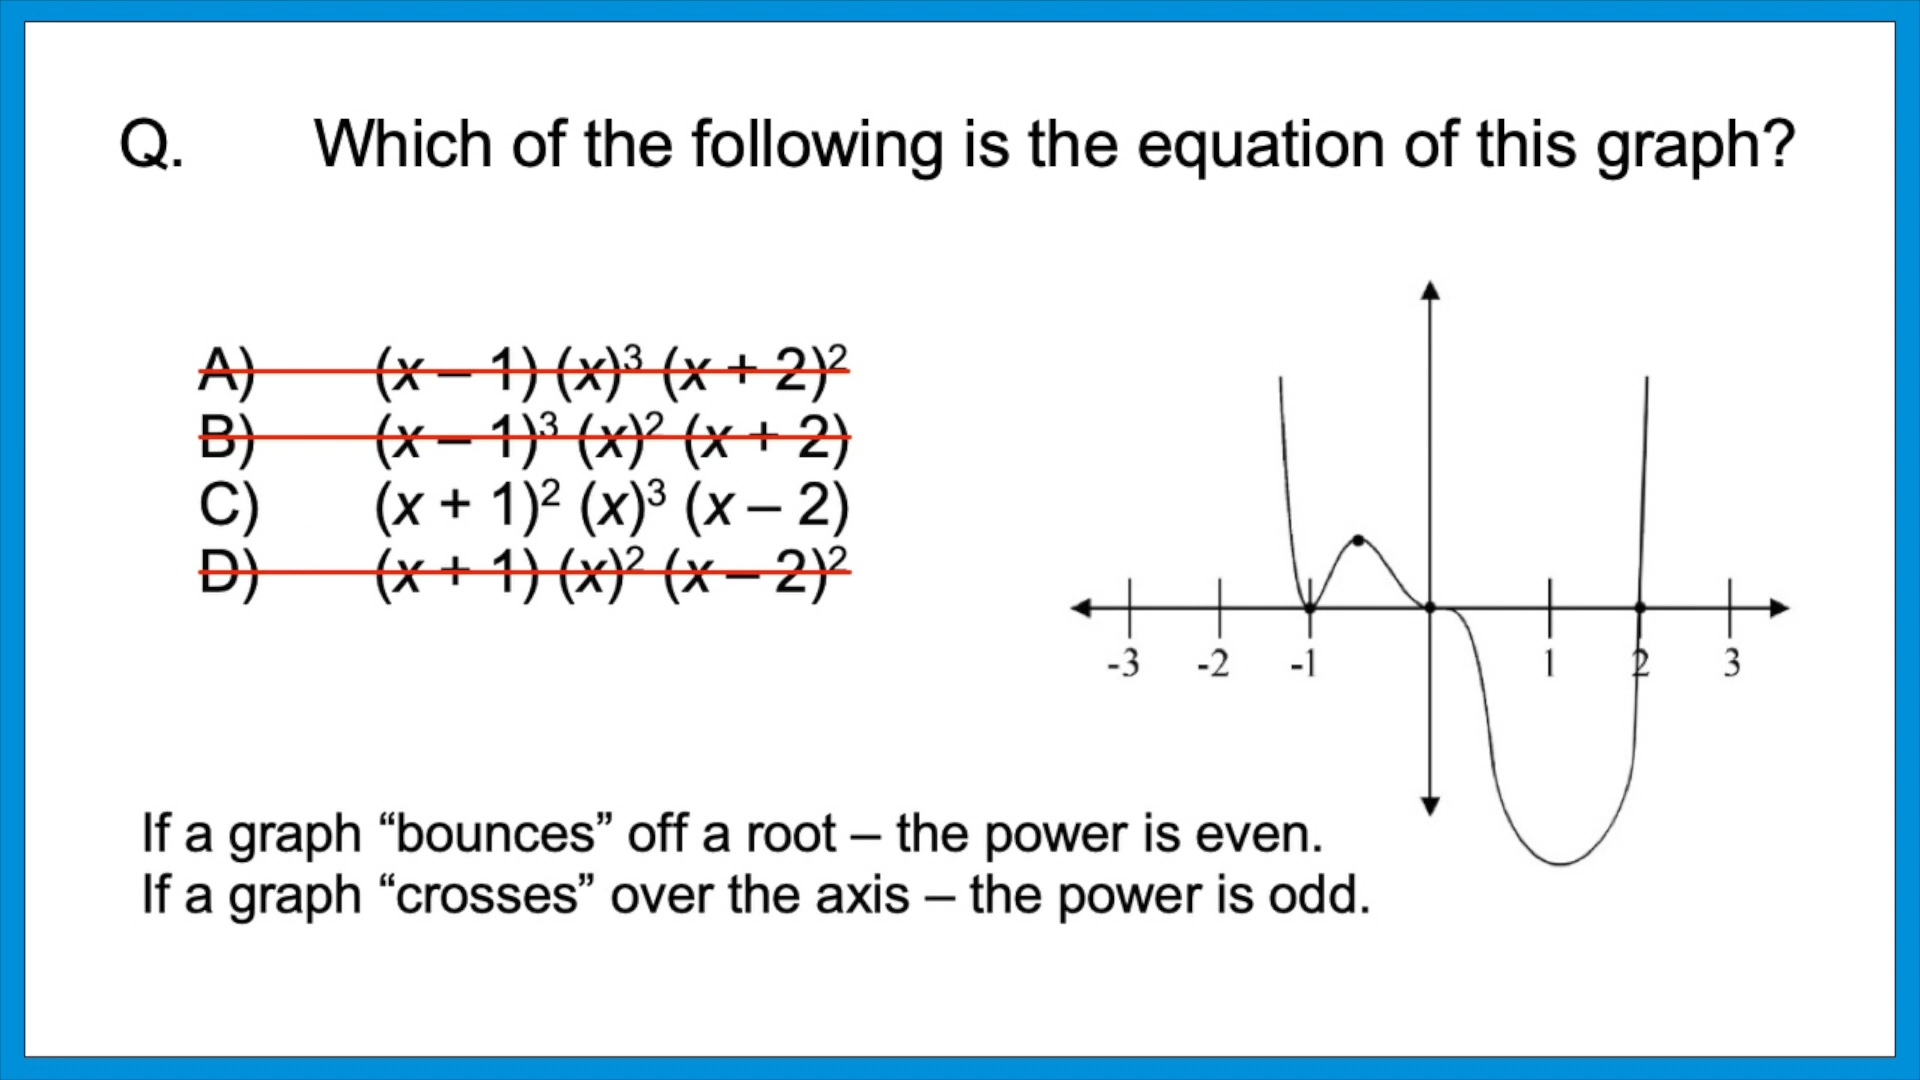 Q. Which of the following is the equation of this graph?
A) (x – 1) (x)³ (x + 2)²
B) (x – 1)³ (x)² (x + 2)
C) (x + 1)² (x)³ (x – 2)
D) (x + 1) (x)² (x – 2)²
-3 -2 -1 1 2 3
If a graph “bounces” off a root – the power is even.
If a graph “crosses” over the axis – the power is odd.